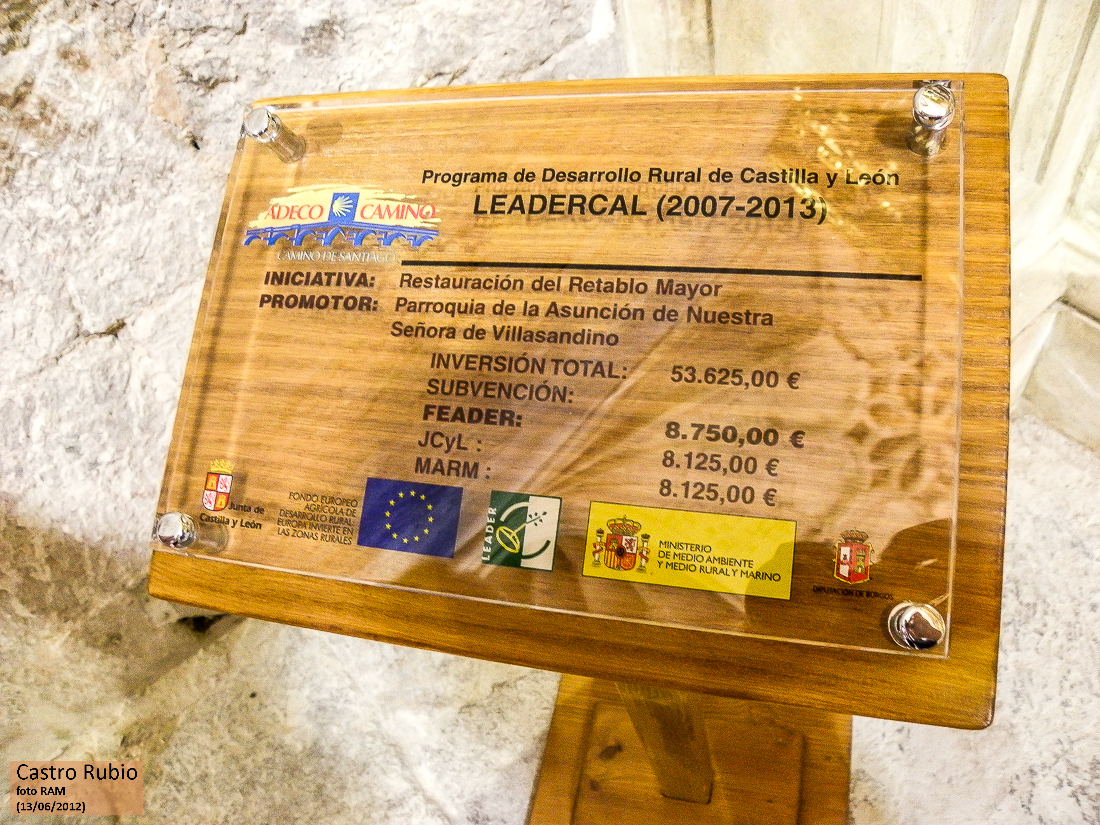 Programa de Desarrollo Rural de Castilla y León
LEADERCAL (2007-2013)
ADECO CAMINO
CAMINO DE SANTIAGO
INICIATIVA: Restauración del Retablo Mayor
PROMOTOR: Parroquia de la Asunción de Nuestra
Señora de Villasandino
INVERSIÓN TOTAL: 53.625,00 €
SUBVENCIÓN:
FEADER: 8.750,00 €
JCyL : 8.125,00 €
MARM : 8.125,00 €
Junta de
Castilla y León
FONDO EUROPEO
AGRÍCOLA DE
DESARROLLO RURAL:
EUROPA INVIERTE EN
LAS ZONAS RURALES
LEADER
MINISTERIO
DE MEDIO AMBIENTE
Y MEDIO RURAL Y MARINO
DIPUTACIÓN DE BURGOS
Castro Rubio
foto RAM
(13/06/2012)